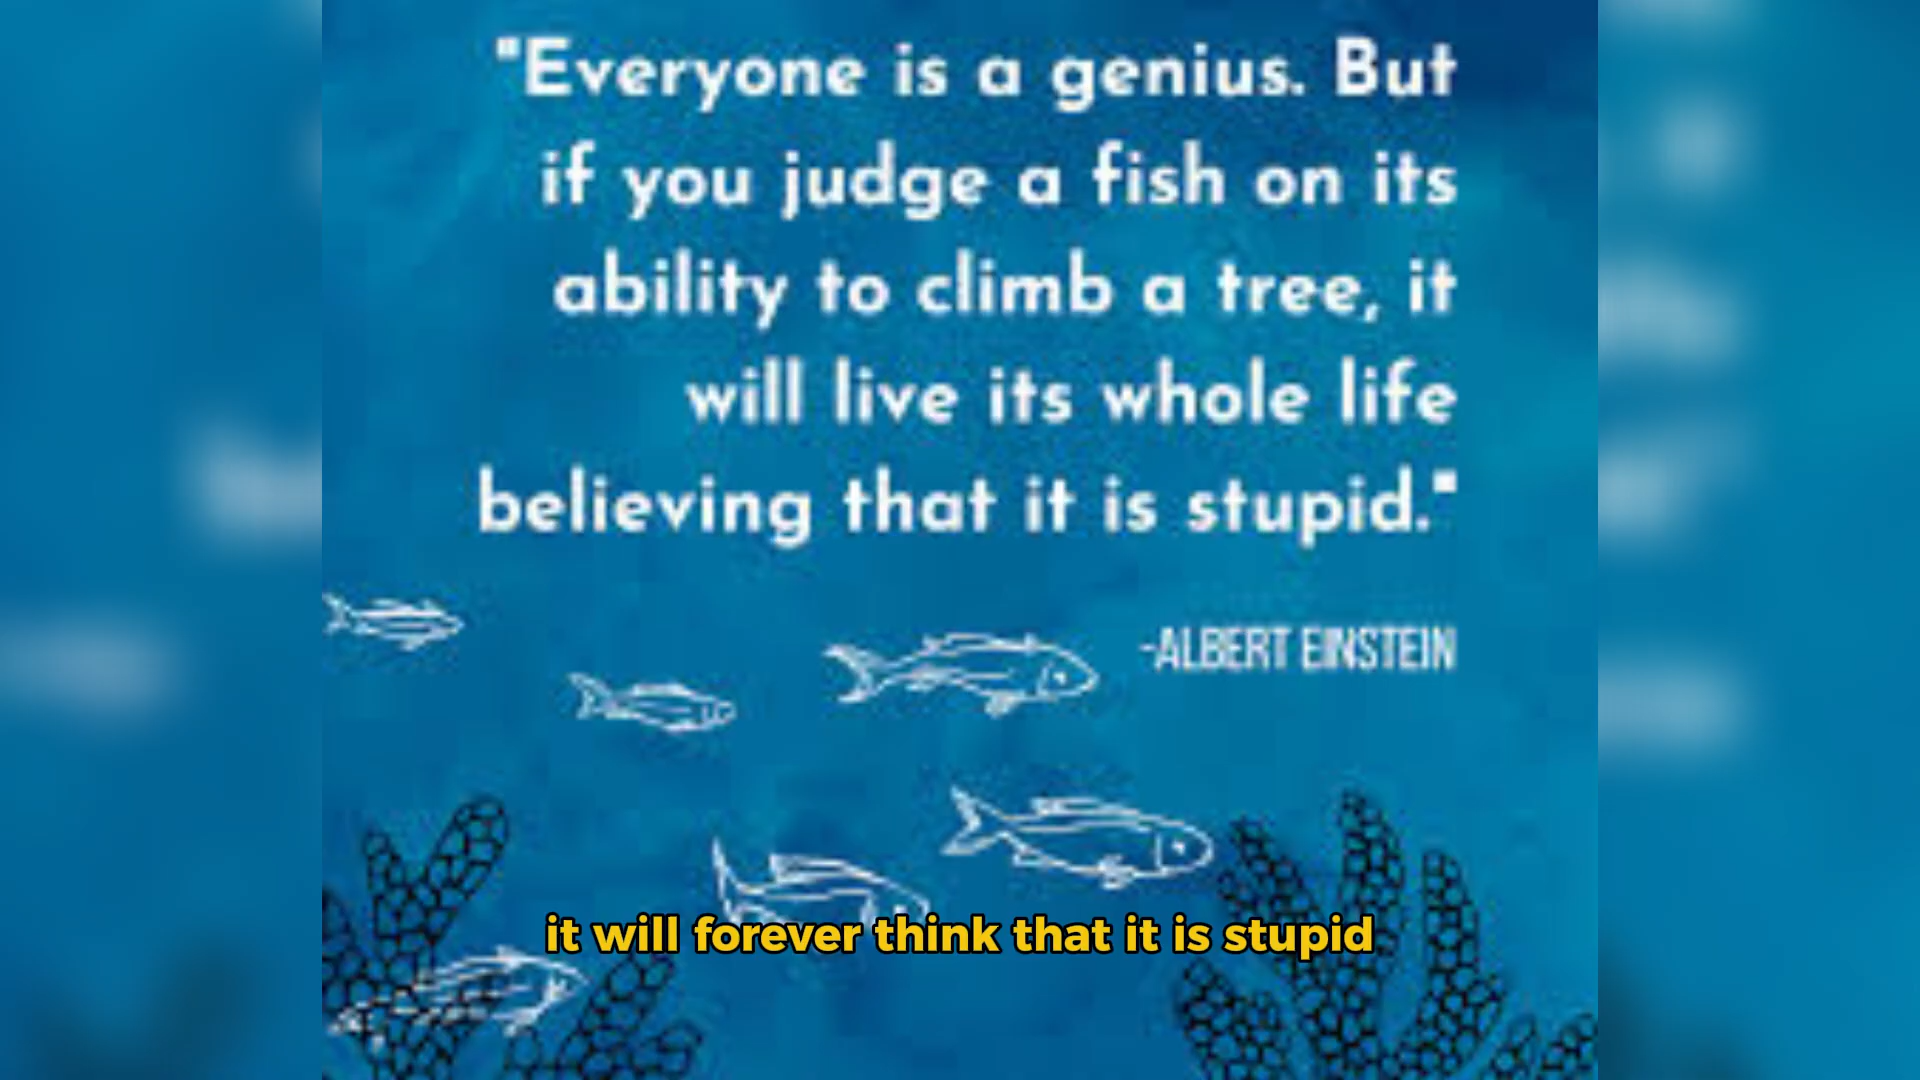 "Everyone is a genius. But
if you judge a fish on its
ability to climb a tree, it
will live its whole life
believing that it is stupid."
-ALBERT EINSTEIN
it will forever think that it is stupid